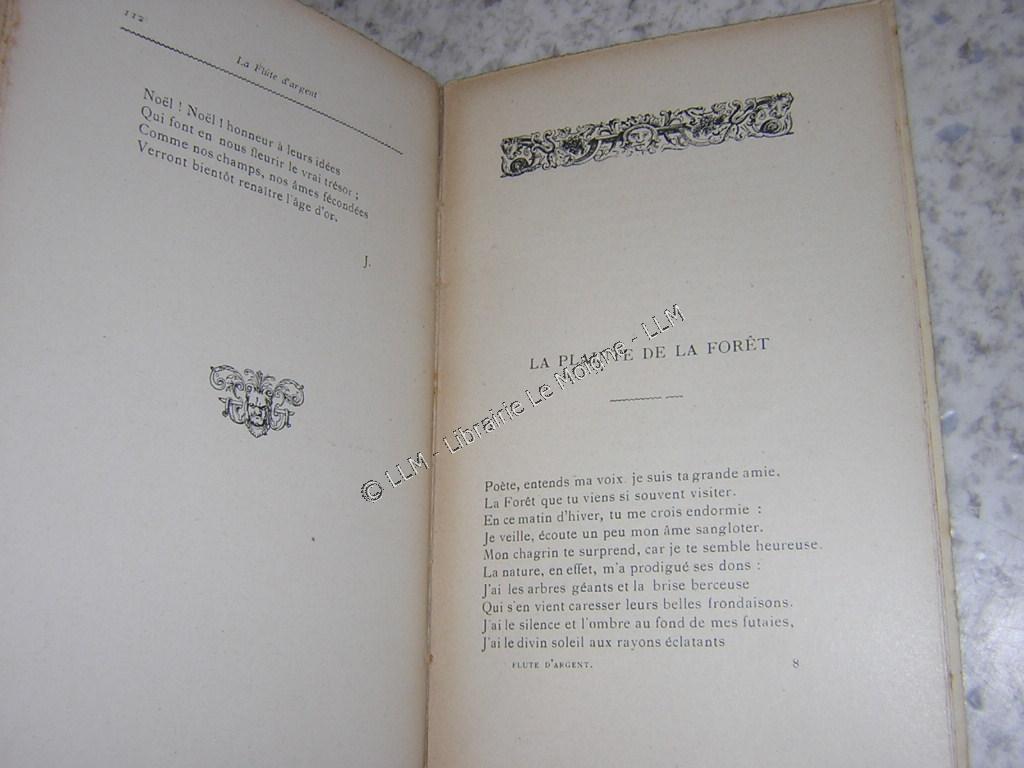 112
La Flûte d'argent
Noël ! Noël ! honneur à leurs idées
Qui font en nous fleurir le vrai trésor ;
Comme nos champs, nos âmes fécondées
Verront bientôt renaître l'âge d'or.
J.
LA PLAINTE DE LA FORÊT
Poète, entends ma voix, je suis ta grande amie,
La Forêt que tu viens si souvent visiter.
En ce matin d'hiver, tu me crois endormie :
Je veille, écoute un peu mon âme sangloter.
Mon chagrin te surprend, car je te semble heureuse.
La nature, en effet, m'a prodigué ses dons :
J'ai les arbres géants et la brise berceuse
Qui s'en vient caresser leurs belles frondaisons.
J'ai le silence et l'ombre au fond de mes futaies,
J'ai le divin soleil aux rayons éclatants
FLUTE D'ARGENT. 8
© LLM - Librairie Le Moigne - LLM